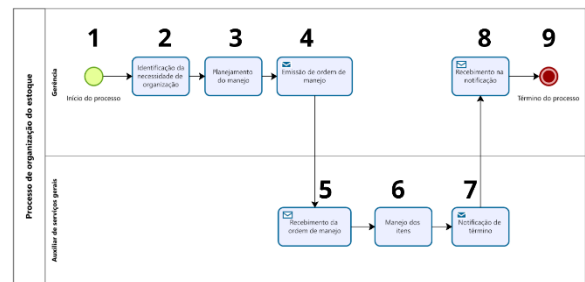 Processo de organização do estoque
Gerência
1
2
3
4
8
9
Início do processo
Identificação da
necessidade de
organização
Planejamento
do manejo
Emissão de ordem de
manejo
Recebimento na
notificação
Término do processo
Auxiliar de serviços gerais
5
6
7
Recebimento da
ordem de manejo
Manejo dos
itens
Notificação de
término